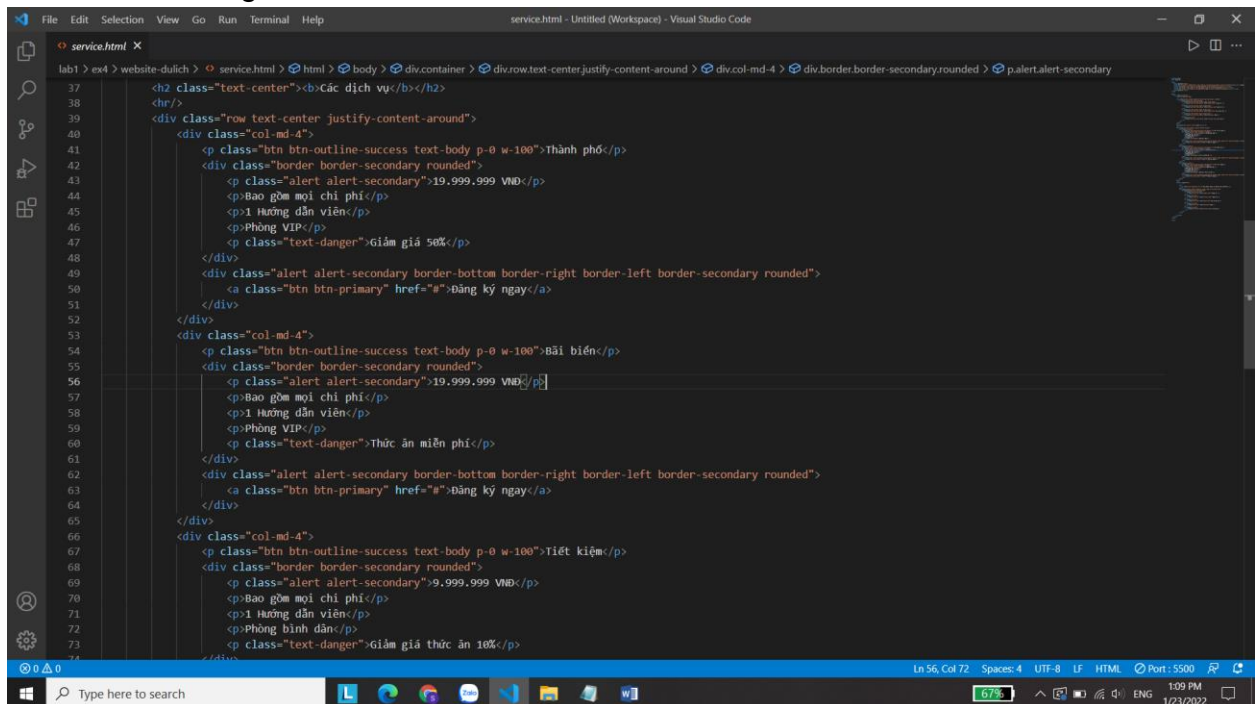 File Edit Selection View Go Run Terminal Help service.html - Untitled (Workspace) - Visual Studio Code
service.html
lab1 > ex4 > website-dulich > service.html > html > body > div.container > div.row.text-center.justify-content-around > div.col-md-4 > div.border.border-secondary.rounded > p.alert.alert-secondary
37 <h2 class="text-center"><b>Các dịch vụ</b></h2>
38 <hr/>
39 <div class="row text-center justify-content-around">
40 <div class="col-md-4">
41 <p class="btn btn-outline-success text-body p-0 w-100">Thành phố</p>
42 <div class="border border-secondary rounded">
43 <p class="alert alert-secondary">19.999.999 VNĐ</p>
44 <p>Bao gồm mọi chi phí</p>
45 <p>1 Hướng dẫn viên</p>
46 <p>Phòng VIP</p>
47 <p class="text-danger">Giảm giá 50%</p>
48 </div>
49 <div class="alert alert-secondary border-bottom border-right border-left border-secondary rounded">
50 <a class="btn btn-primary" href="#">Đăng ký ngay</a>
51 </div>
52 </div>
53 <div class="col-md-4">
54 <p class="btn btn-outline-success text-body p-0 w-100">Bãi biển</p>
55 <div class="border border-secondary rounded">
56 <p class="alert alert-secondary">19.999.999 VNĐ</p>
57 <p>Bao gồm mọi chi phí</p>
58 <p>1 Hướng dẫn viên</p>
59 <p>Phòng VIP</p>
60 <p class="text-danger">Thức ăn miễn phí</p>
61 </div>
62 <div class="alert alert-secondary border-bottom border-right border-left border-secondary rounded">
63 <a class="btn btn-primary" href="#">Đăng ký ngay</a>
64 </div>
65 </div>
66 <div class="col-md-4">
67 <p class="btn btn-outline-success text-body p-0 w-100">Tiết kiệm</p>
68 <div class="border border-secondary rounded">
69 <p class="alert alert-secondary">9.999.999 VNĐ</p>
70 <p>Bao gồm mọi chi phí</p>
71 <p>1 Hướng dẫn viên</p>
72 <p>Phòng bình dân</p>
73 <p class="text-danger">Giảm giá thức ăn 10%</p>
74 </div>
0 0 Ln 56, Col 72 Spaces: 4 UTF-8 LF HTML Port : 5500
Type here to search L Zalo 67% ENG 1:09 PM
1/23/2022